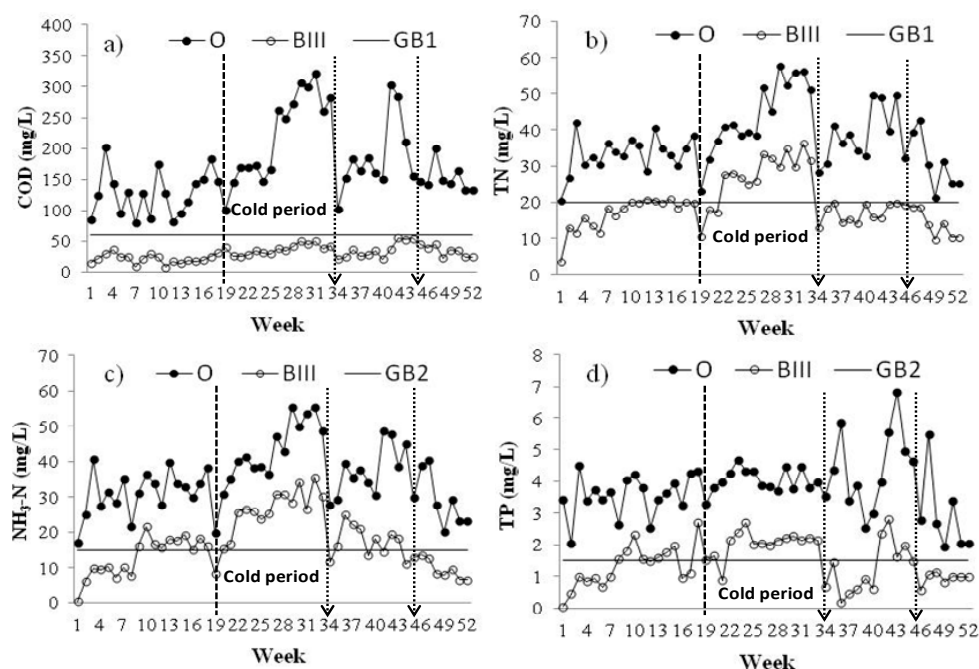 a)
O BIII GB1
COD (mg/L)
400
350
300
250
200
150
100
50
0
Cold period
1 4 7 10 13 16 19 22 25 28 31 34 37 40 43 46 49 52
Week
b)
O BIII GB1
TN (mg/L)
70
60
50
40
30
20
10
0
Cold period
1 4 7 10 13 16 19 22 25 28 31 34 37 40 43 46 49 52
Week
c)
O BIII GB2
NH3-N (mg/L)
70
60
50
40
30
20
10
0
Cold period
1 4 7 10 13 16 19 22 25 28 31 34 37 40 43 46 49 52
Week
d)
O BIII GB2
TP (mg/L)
8
7
6
5
4
3
2
1
0
Cold period
1 4 7 10 13 16 19 22 25 28 31 34 37 40 43 46 49 52
Week